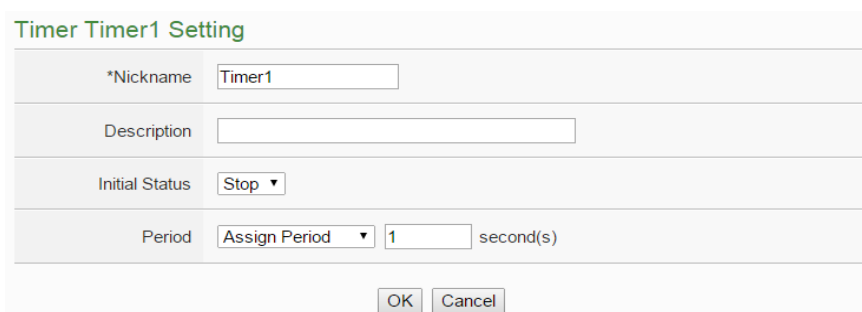 Timer Timer1 Setting
*Nickname Timer1
Description
Initial Status Stop
Period Assign Period 1 second(s)
OK Cancel